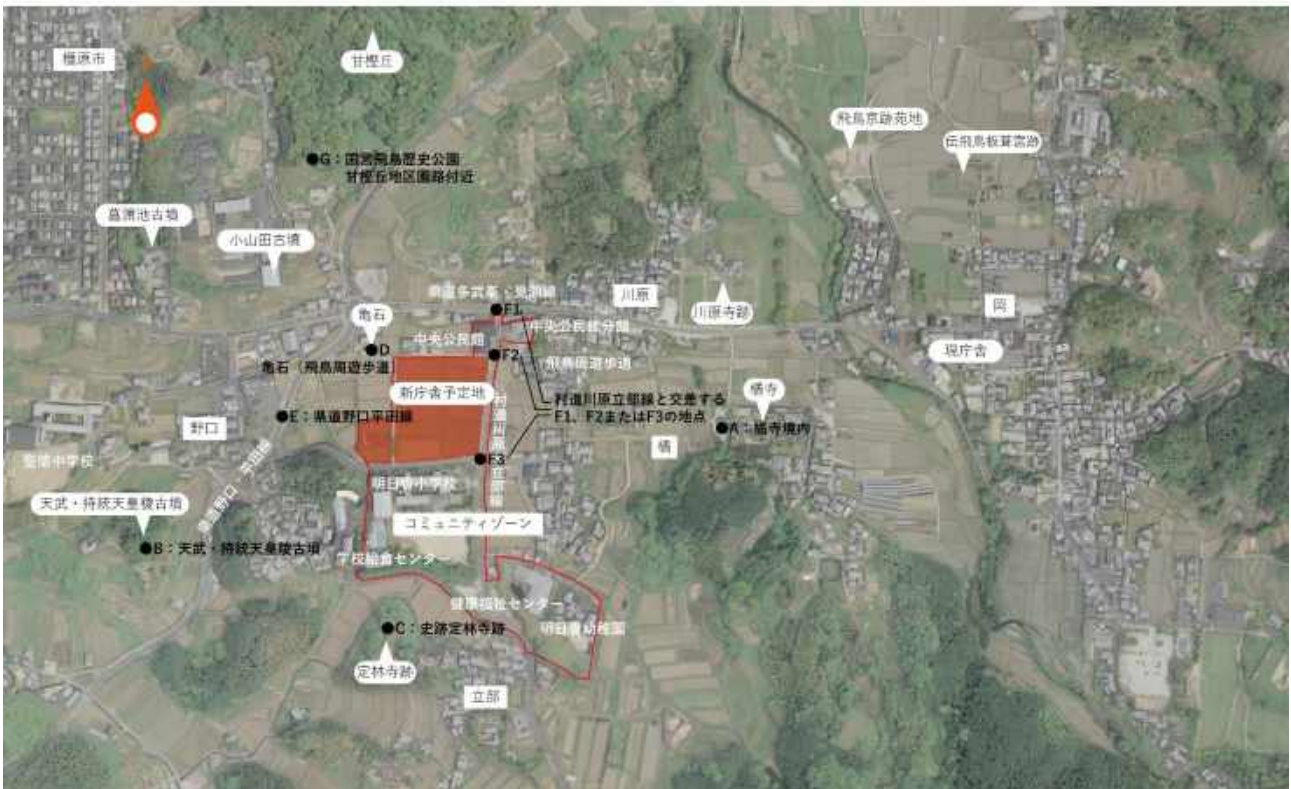 橿原市
甘樫丘
飛鳥京跡苑地
伝飛鳥板葺宮跡
●G：国営飛鳥歴史公園
甘樫丘地区園路付近
菖蒲池古墳
小山田古墳
川原
川原寺跡
岡
現庁舎
●F1
中央公民館
中央公民館分館
亀石
●D
亀石（飛鳥周遊歩道）
●F2
飛鳥周遊歩道
新庁舎予定地
村道川原立部線と交差する
F1、F2またはF3の地点
橘寺
●A：橘寺境内
●E：県道野口平田線
野口
橘
●F3
聖徳中学校
明日香小学校
天武・持統天皇陵古墳
コミュニティゾーン
●B：天武・持統天皇陵古墳
学校給食センター
健康福祉センター
明日香幼稚園
●C：史跡定林寺跡
定林寺跡
立部